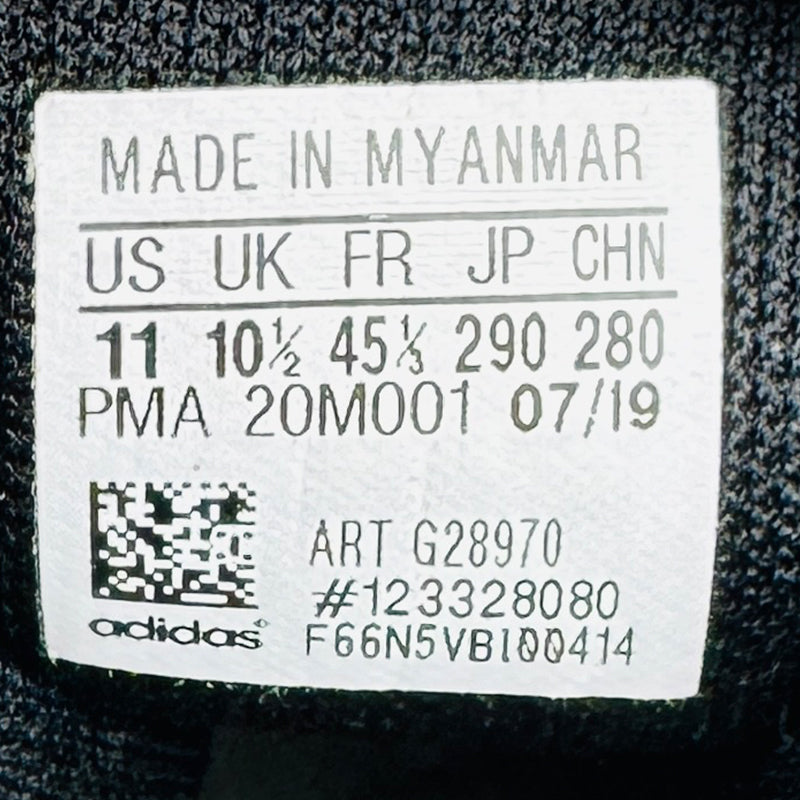 MADE IN MYANMAR
US UK FR JP CHN
11 10½ 45⅓ 290 280
PMA 20M001 07/19
ART G28970
#123328080
adidas
F66N5VB100414